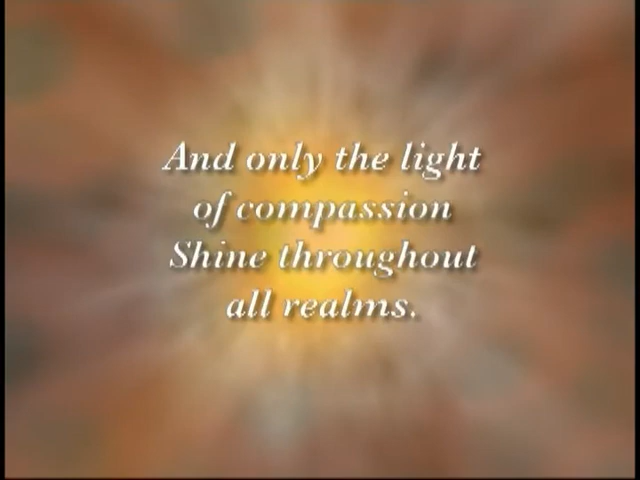 And only the light
of compassion
Shine throughout
all realms.